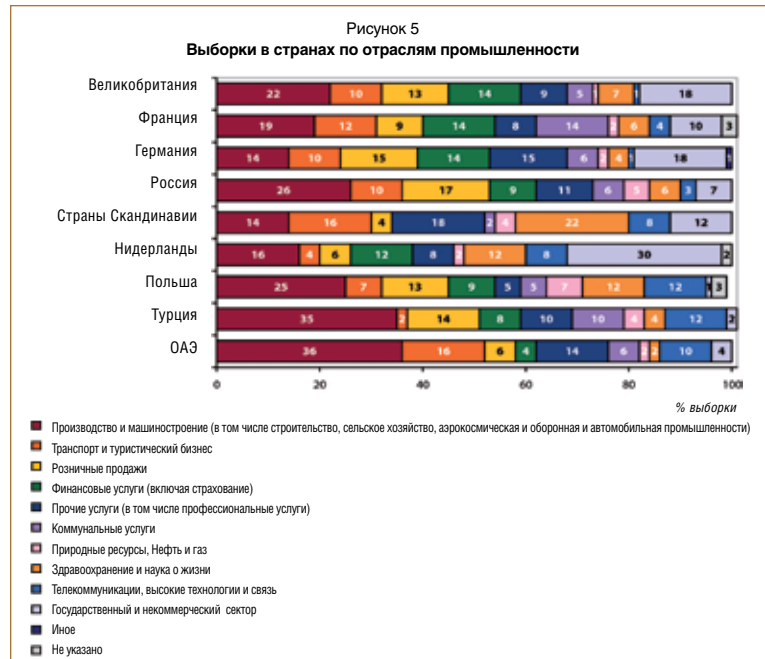 Рисунок 5
Выборки в странах по отраслям промышленности
Великобритания 22 10 13 14 9 5 1 7 1 18
Франция 19 12 9 14 8 14 2 6 4 10 3
Германия 14 10 15 14 15 6 2 4 1 18 1
Россия 26 10 17 9 11 6 5 6 3 7
Страны Скандинавии 14 16 4 18 2 4 22 8 12
Нидерланды 16 4 6 12 8 2 12 8 30 2
Польша 25 7 13 9 5 5 7 12 12 1 3
Турция 35 2 14 8 10 10 4 4 12 2
ОАЭ 36 16 6 4 14 6 2 2 10 4
0 20 40 60 80 100
% выборки
Производство и машиностроение (в том числе строительство, сельское хозяйство, аэрокосмическая и оборонная и автомобильная промышленности)
Транспорт и туристический бизнес
Розничные продажи
Финансовые услуги (включая страхование)
Прочие услуги (в том числе профессиональные услуги)
Коммунальные услуги
Природные ресурсы, Нефть и газ
Здравоохранение и наука о жизни
Телекоммуникации, высокие технологии и связь
Государственный и некоммерческий сектор
Иное
Не указано